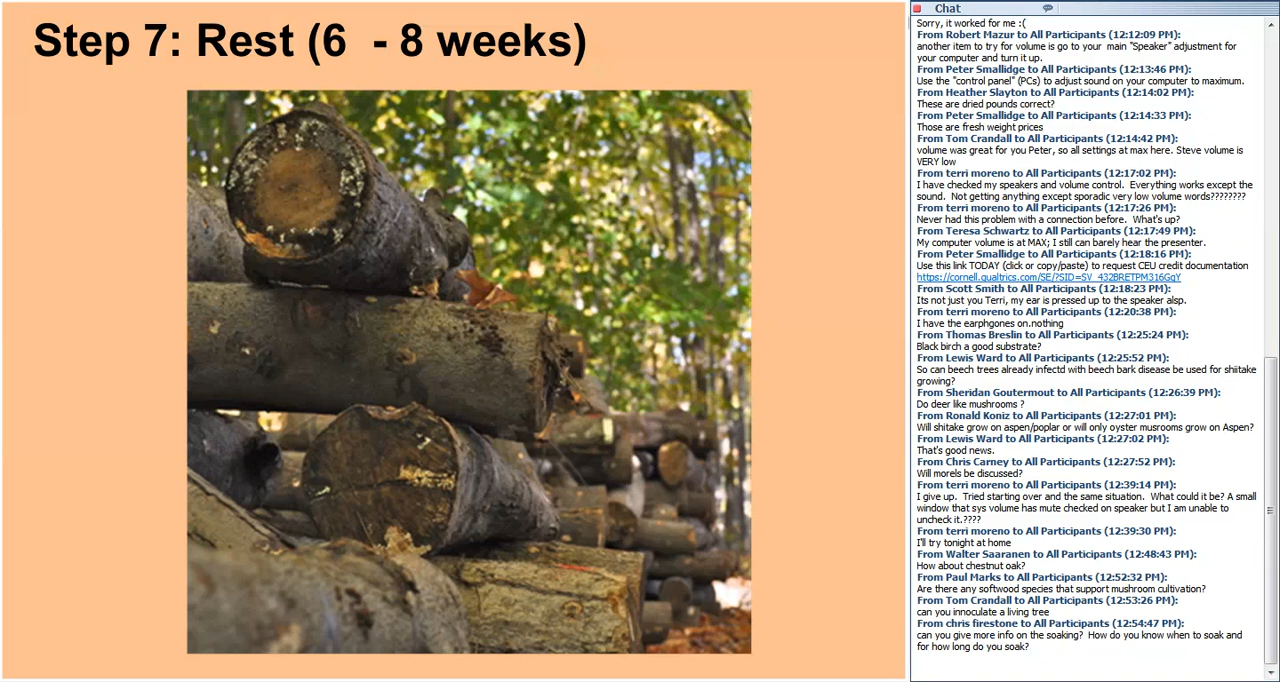 Step 7: Rest (6 - 8 weeks)
Chat
Sorry, it worked for me :(
From Robert Mazur to All Participants (12:12:09 PM):
another item to try for volume is go to your main "Speaker" adjustment for
your computer and turn it up.
From Peter Smallidge to All Participants (12:13:46 PM):
Use the "control panel" (PCs) to adjust sound on your computer to maximum.
From Heather Slayton to All Participants (12:14:02 PM):
These are dried pounds correct?
From Peter Smallidge to All Participants (12:14:33 PM):
Those are fresh weight prices
From Tom Crandall to All Participants (12:14:42 PM):
volume was great for you Peter, so all settings at max here. Steve volume is
VERY low
From terri moreno to All Participants (12:17:02 PM):
I have checked my speakers and volume control. Everything works except the
sound. Not getting anything except sporadic very low volume words????????
From terri moreno to All Participants (12:17:26 PM):
Never had this problem with a connection before. What's up?
From Teresa Schwartz to All Participants (12:17:49 PM):
My computer volume is at MAX; I still can barely hear the presenter.
From Peter Smallidge to All Participants (12:18:16 PM):
Use this link TODAY (click or copy/paste) to request CEU credit documentation
https://cornell.qualtrics.com/SE/?SID=SV_432BRETPM316GqY
From Scott Smith to All Participants (12:18:23 PM):
Its not just you Terri, my ear is pressed up to the speaker alsp.
From terri moreno to All Participants (12:20:38 PM):
I have the earphgones on.nothing
From Thomas Breslin to All Participants (12:25:24 PM):
Black birch a good substrate?
From Lewis Ward to All Participants (12:25:52 PM):
So can beech trees already infectd with beech bark disease be used for shiitake
growing?
From Sheridan Goutermout to All Participants (12:26:39 PM):
Do deer like mushrooms ?
From Ronald Koniz to All Participants (12:27:01 PM):
Will shitake grow on aspen/poplar or will only oyster musrooms grow on Aspen?
From Lewis Ward to All Participants (12:27:02 PM):
That's good news.
From Chris Carney to All Participants (12:27:52 PM):
Will morels be discussed?
From terri moreno to All Participants (12:39:14 PM):
I give up. Tried starting over and the same situation. What could it be? A small
window that sys volume has mute checked on speaker but I am unable to
uncheck it.????
From terri moreno to All Participants (12:39:30 PM):
I'll try tonight at home
From Walter Saaranen to All Participants (12:48:43 PM):
How about chestnut oak?
From Paul Marks to All Participants (12:52:32 PM):
Are there any softwood species that support mushroom cultivation?
From Tom Crandall to All Participants (12:53:26 PM):
can you innoculate a living tree
From chris firestone to All Participants (12:54:47 PM):
can you give more info on the soaking? How do you know when to soak and
for how long do you soak?